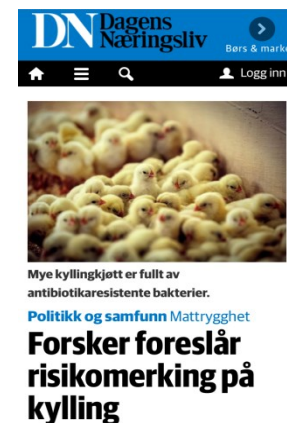 DN Dagens
Næringsliv
Børs & marke
Logg inn
Mye kyllingkjøtt er fullt av
antibiotikaresistente bakterier.
Politikk og samfunn Mattrygghet
Forsker foreslår
risikomerking på
kylling